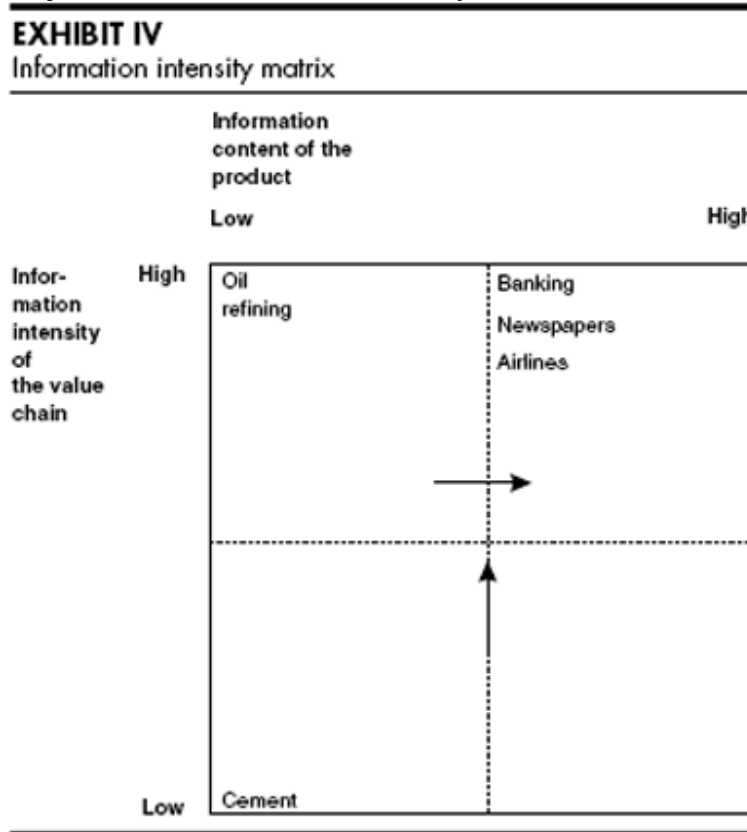 EXHIBIT IV
Information intensity matrix
Information
content of the
product
Low
High
Infor-
mation
intensity
of
the value
chain
High
Oil
refining
Banking
Newspapers
Airlines
Low
Cement